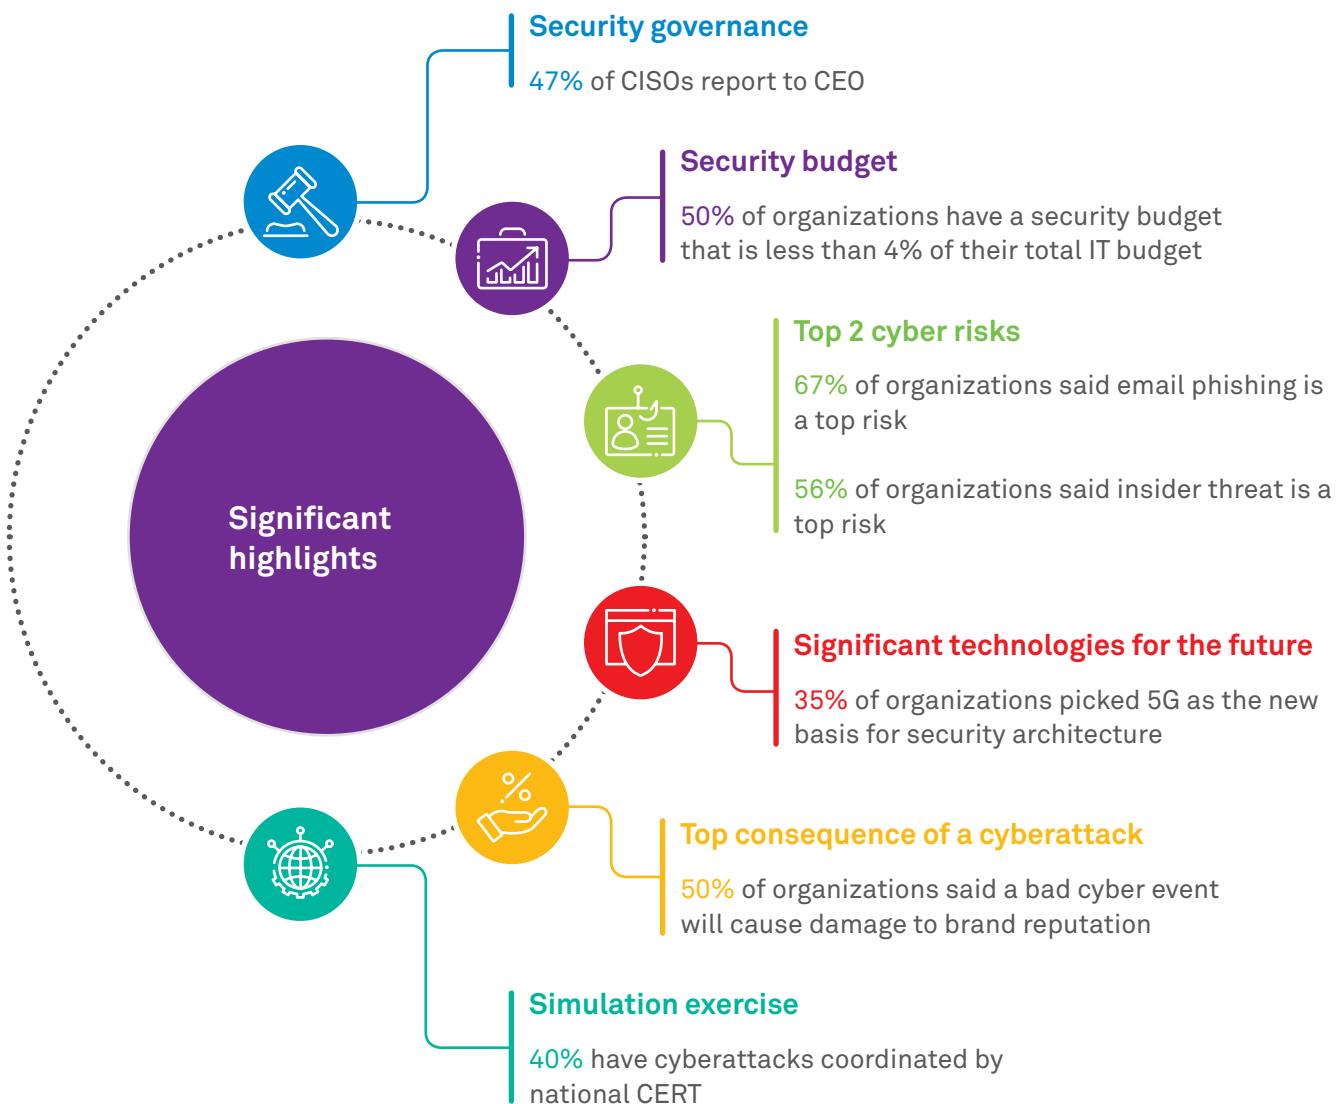 Security governance
47% of CISOs report to CEO
Security budget
50% of organizations have a security budget
that is less than 4% of their total IT budget
Top 2 cyber risks
67% of organizations said email phishing is
a top risk
56% of organizations said insider threat is a
top risk
Significant
highlights
Significant technologies for the future
35% of organizations picked 5G as the new
basis for security architecture
Top consequence of a cyberattack
50% of organizations said a bad cyber event
will cause damage to brand reputation
Simulation exercise
40% have cyberattacks coordinated by
national CERT